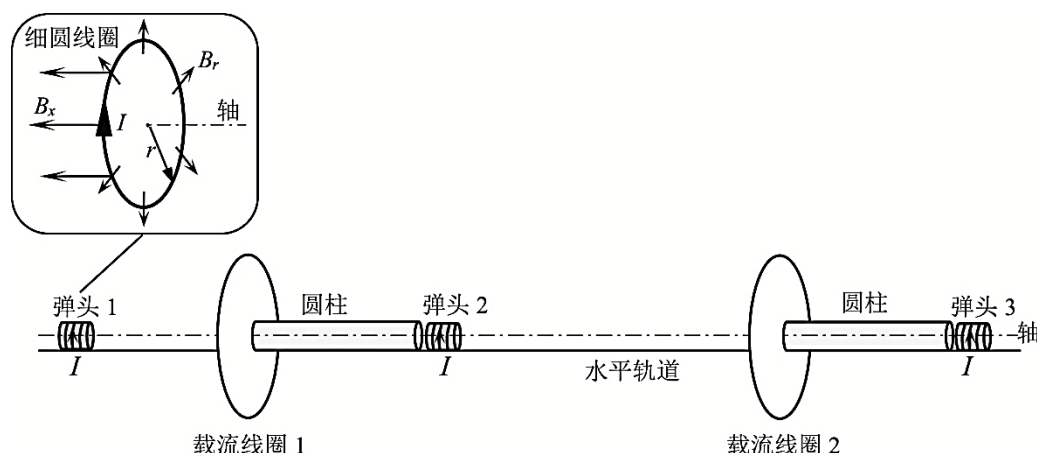 细圆线圈
B_r
B_x
I
轴
r
弹头 1
圆柱
弹头 2
圆柱
弹头 3
轴
I
I
水平轨道
I
载流线圈 1
载流线圈 2